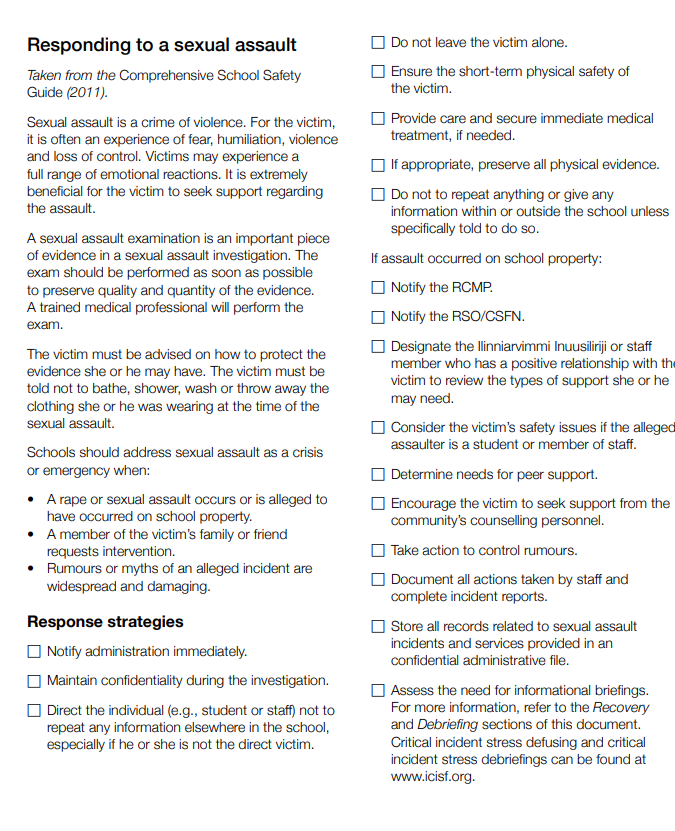 Responding to a sexual assault
Taken from the Comprehensive School Safety
Guide (2011).
Sexual assault is a crime of violence. For the victim,
it is often an experience of fear, humiliation, violence
and loss of control. Victims may experience a
full range of emotional reactions. It is extremely
beneficial for the victim to seek support regarding
the assault.
A sexual assault examination is an important piece
of evidence in a sexual assault investigation. The
exam should be performed as soon as possible
to preserve quality and quantity of the evidence.
A trained medical professional will perform the
exam.
The victim must be advised on how to protect the
evidence she or he may have. The victim must be
told not to bathe, shower, wash or throw away the
clothing she or he was wearing at the time of the
sexual assault.
Schools should address sexual assault as a crisis
or emergency when:
• A rape or sexual assault occurs or is alleged to
have occurred on school property.
• A member of the victim's family or friend
requests intervention.
• Rumours or myths of an alleged incident are
widespread and damaging.
Response strategies
☐ Notify administration immediately.
☐ Maintain confidentiality during the investigation.
☐ Direct the individual (e.g., student or staff) not to
repeat any information elsewhere in the school,
especially if he or she is not the direct victim.
☐ Do not leave the victim alone.
☐ Ensure the short-term physical safety of
the victim.
☐ Provide care and secure immediate medical
treatment, if needed.
☐ If appropriate, preserve all physical evidence.
☐ Do not to repeat anything or give any
information within or outside the school unless
specifically told to do so.
If assault occurred on school property:
☐ Notify the RCMP.
☐ Notify the RSO/CSFN.
☐ Designate the Ilinniarvimmi Inuusiliriji or staff
member who has a positive relationship with the
victim to review the types of support she or he
may need.
☐ Consider the victim's safety issues if the alleged
assaulter is a student or member of staff.
☐ Determine needs for peer support.
☐ Encourage the victim to seek support from the
community's counselling personnel.
☐ Take action to control rumours.
☐ Document all actions taken by staff and
complete incident reports.
☐ Store all records related to sexual assault
incidents and services provided in an
confidential administrative file.
☐ Assess the need for informational briefings.
For more information, refer to the Recovery
and Debriefing sections of this document.
Critical incident stress defusing and critical
incident stress debriefings can be found at
www.icisf.org.